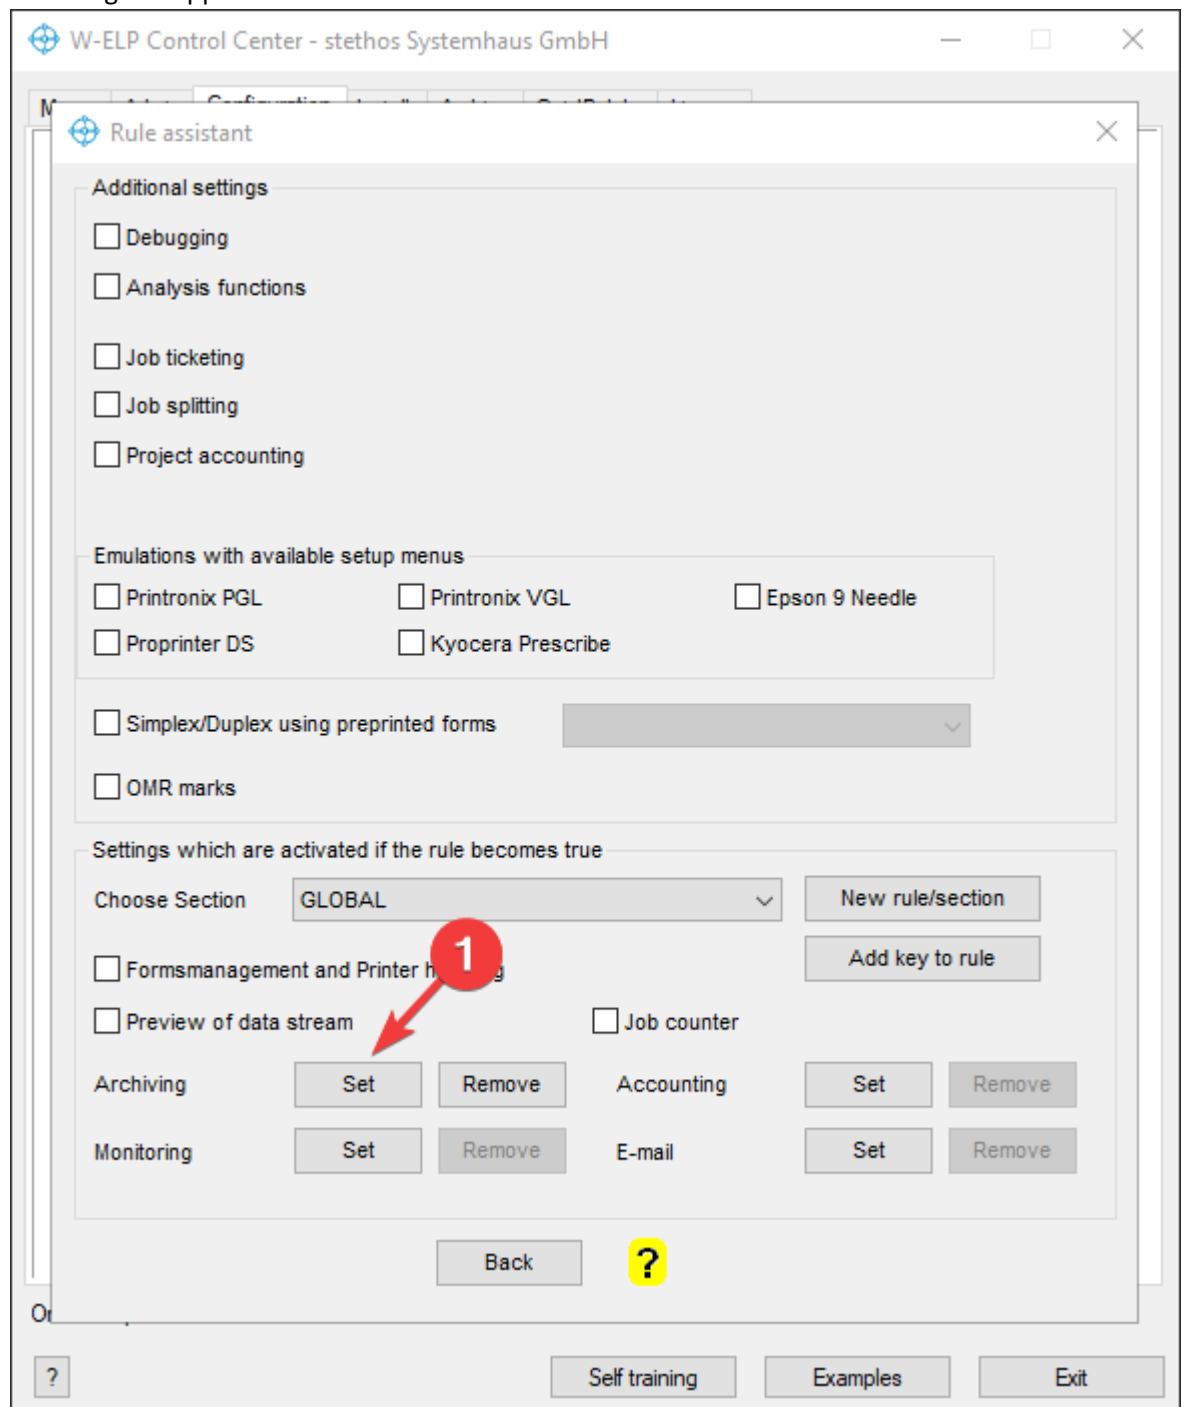 W-ELP Control Center - stethos Systemhaus GmbH
Configuration
Rule assistant
Additional settings
Debugging
Analysis functions
Job ticketing
Job splitting
Project accounting
Emulations with available setup menus
Printronix PGL Printronix VGL Epson 9 Needle
Proprinter DS Kyocera Prescribe
Simplex/Duplex using preprinted forms
OMR marks
Settings which are activated if the rule becomes true
Choose Section GLOBAL New rule/section
1
Formsmanagement and Printer Add key to rule
Preview of data stream Job counter
Archiving Set Remove Accounting Set Remove
Monitoring Set Remove E-mail Set Remove
Back ?
? Self training Examples Exit